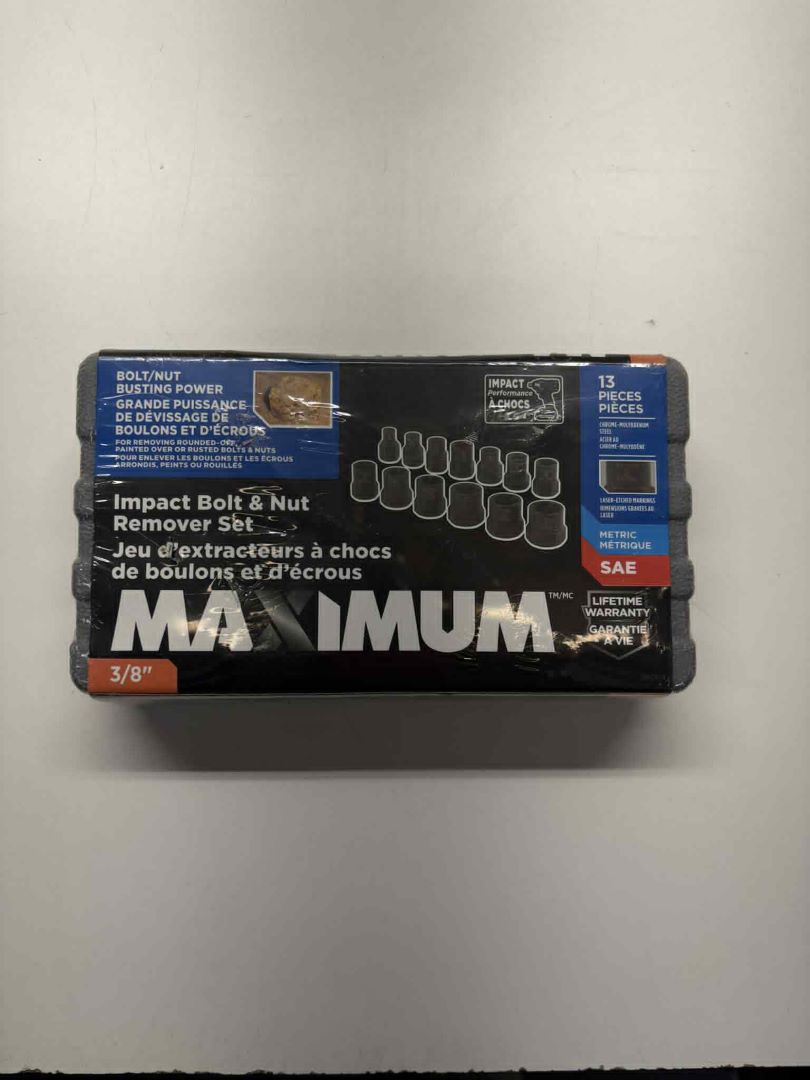 BOLT/NUT
BUSTING POWER
GRANDE PUISSANCE
DE DÉVISSAGE DE
BOULONS ET D'ÉCROUS
FOR REMOVING ROUNDED-OFF,
PAINTED OVER OR RUSTED BOLTS & NUTS
POUR ENLEVER LES BOULONS ET LES ÉCROUS
ARRONDIS, PEINTS OU ROUILLÉS
IMPACT
Performance
À CHOCS
13
PIECES
PIÈCES
CHROME-MOLYBDENUM
STEEL
ACIER AU
CHROME-MOLYBDÈNE
LASER-ETCHED MARKINGS
DIMENSIONS GRAVÉES AU
LASER
METRIC
MÉTRIQUE
SAE
Impact Bolt & Nut
Remover Set
Jeu d'extracteurs à chocs
de boulons et d'écrous
MAXIMUM TM/MC
LIFETIME
WARRANTY
GARANTIE
À VIE
3/8"